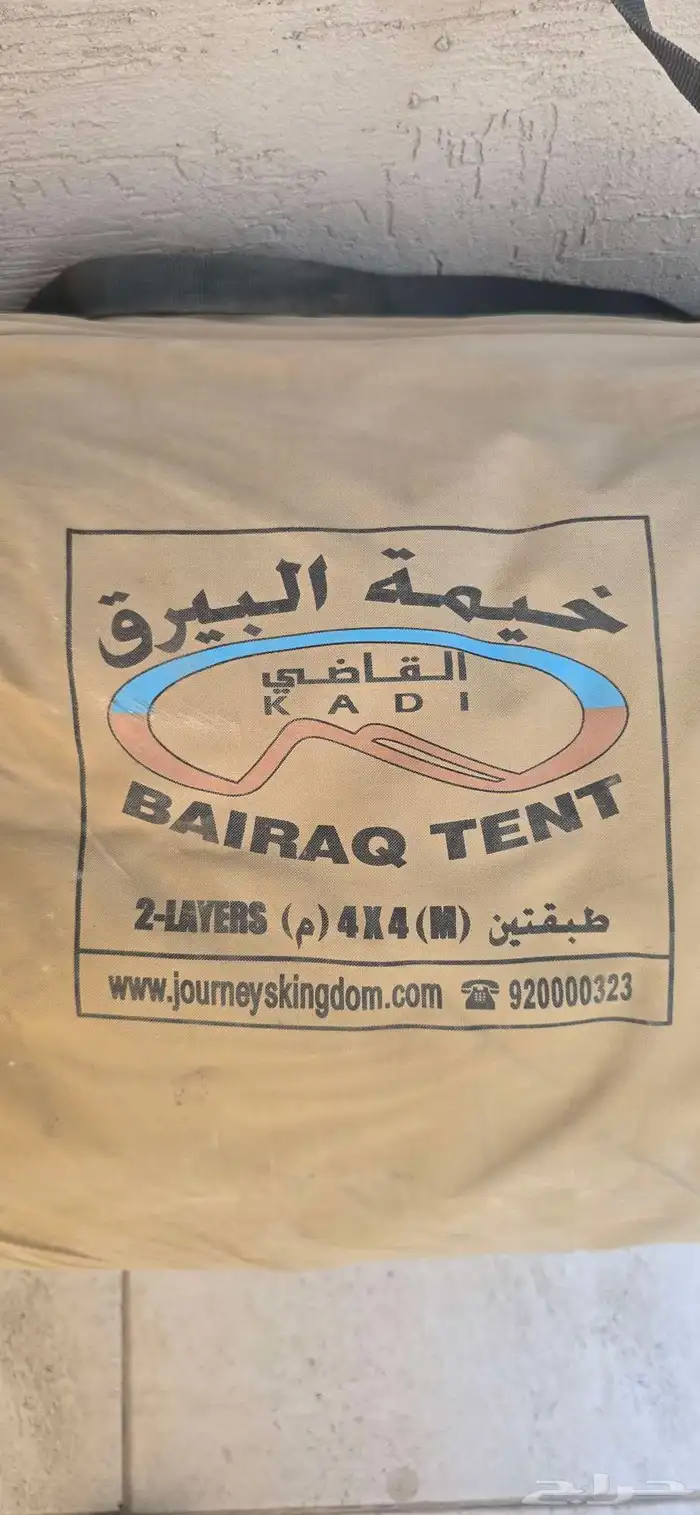 خيمة البيرق
القاضي
KADI
BAIRAQ TENT
2-LAYERS (م) 4X4 (M) طبقتين
www.journeyskingdom.com ☎ 920000323
حراج